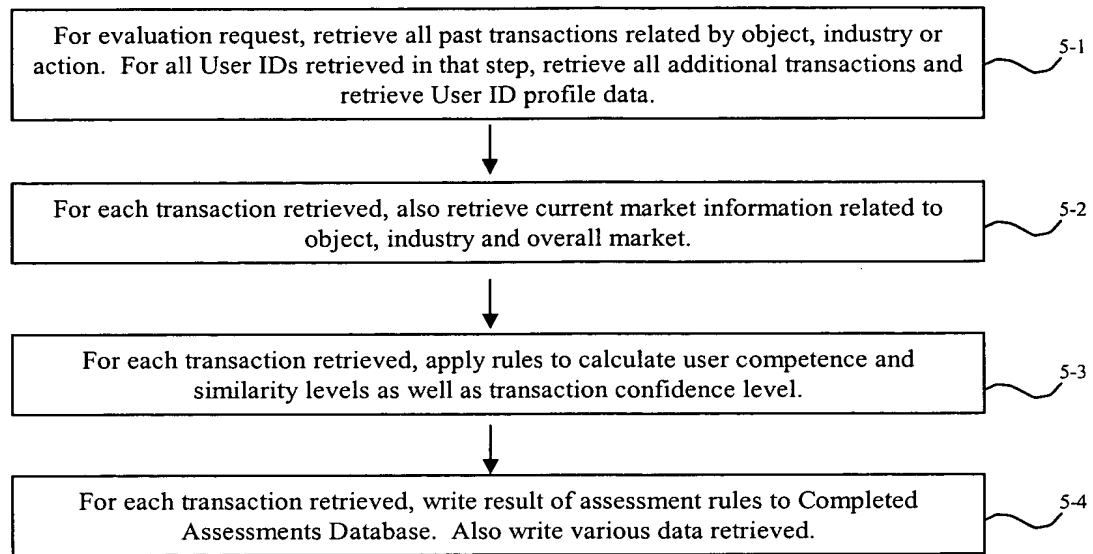 For evaluation request, retrieve all past transactions related by object, industry or
action. For all User IDs retrieved in that step, retrieve all additional transactions and
retrieve User ID profile data.
5-1
For each transaction retrieved, also retrieve current market information related to
object, industry and overall market.
5-2
For each transaction retrieved, apply rules to calculate user competence and
similarity levels as well as transaction confidence level.
5-3
For each transaction retrieved, write result of assessment rules to Completed
Assessments Database. Also write various data retrieved.
5-4